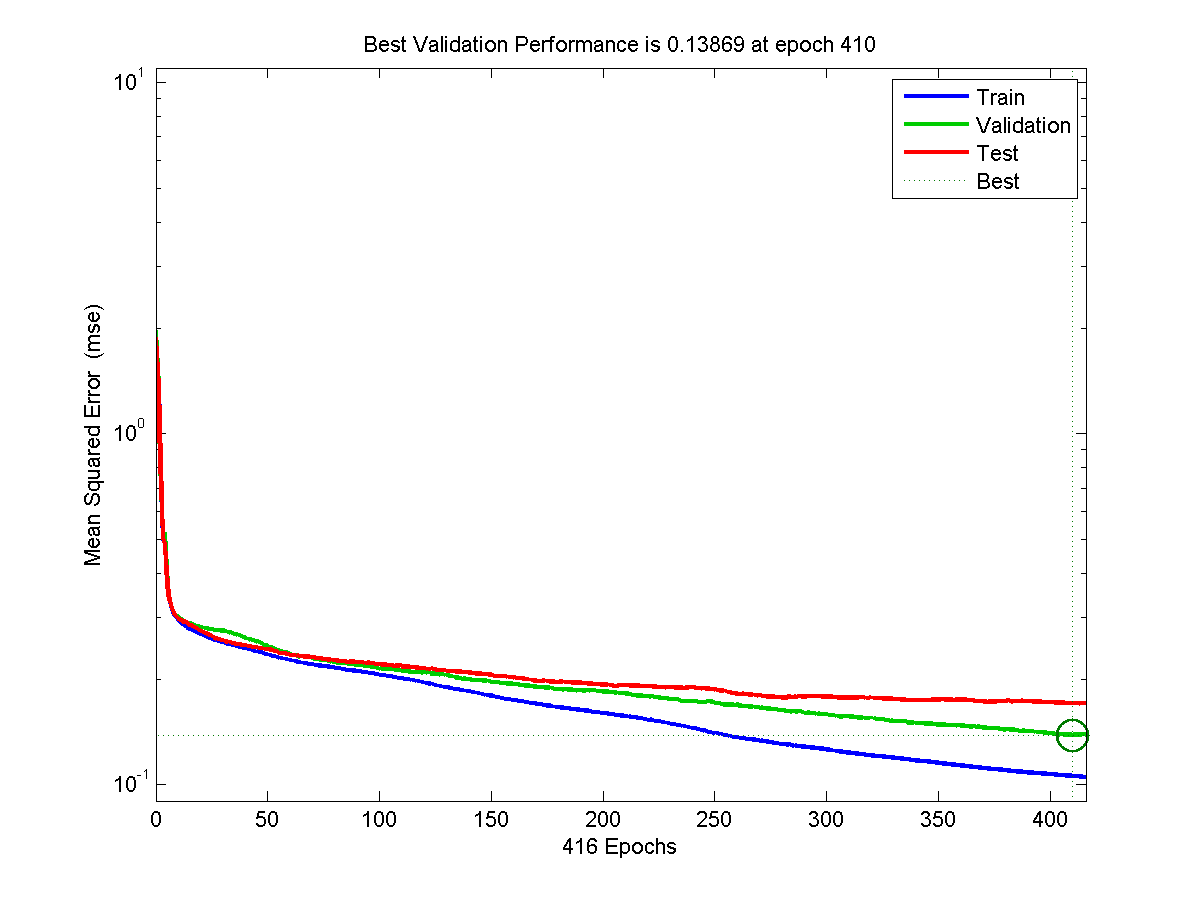 Best Validation Performance is 0.13869 at epoch 410
Train
Validation
Test
Best
Mean Squared Error (mse)
10^1
10^0
10^-1
0 50 100 150 200 250 300 350 400
416 Epochs